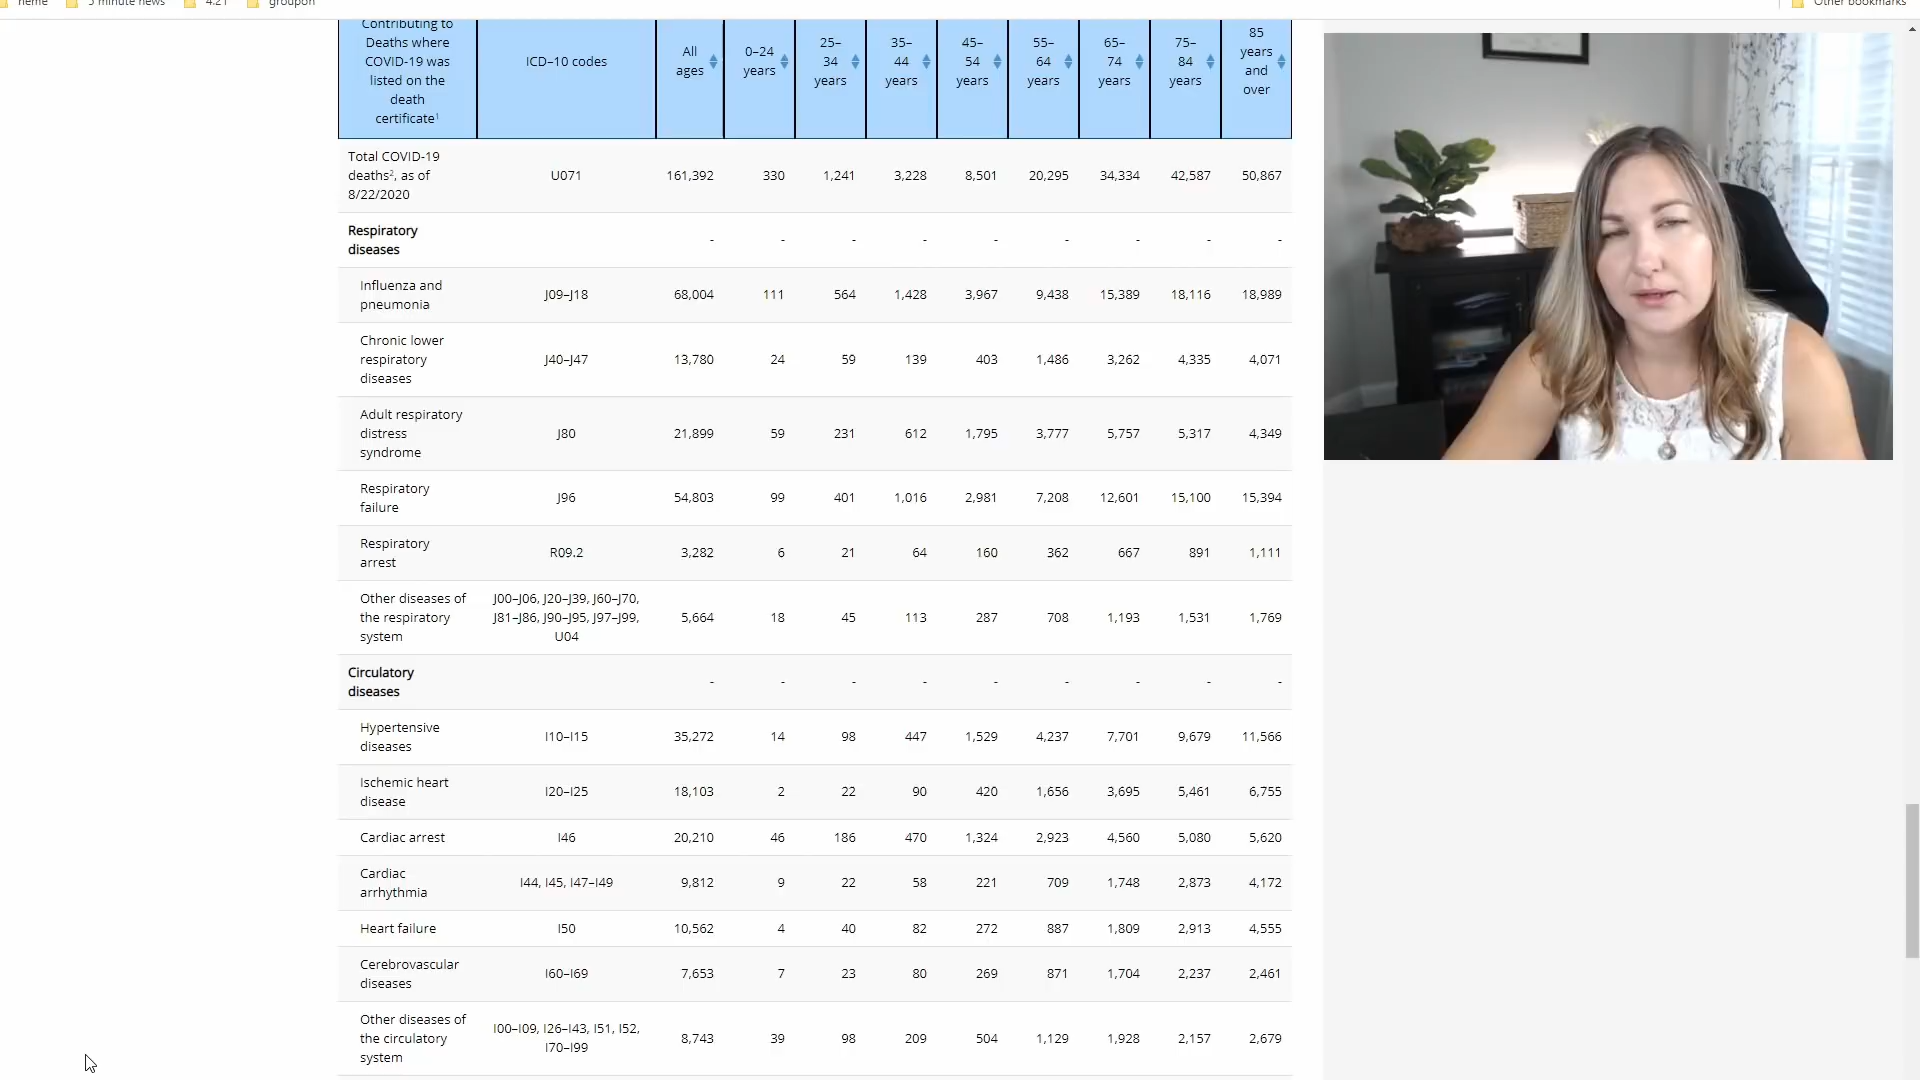 heme 5 minute news 4.21 groupon Other bookmarks
Contributing to
Deaths where
COVID-19 was
listed on the
death
certificate¹
ICD–10 codes
All
ages
0–24
years
25–
34
years
35–
44
years
45–
54
years
55–
64
years
65–
74
years
75–
84
years
85
years
and
over
Total COVID-19
deaths², as of
8/22/2020
U071 161,392 330 1,241 3,228 8,501 20,295 34,334 42,587 50,867
Respiratory
diseases
- - - - - - - - -
Influenza and
pneumonia
J09–J18 68,004 111 564 1,428 3,967 9,438 15,389 18,116 18,989
Chronic lower
respiratory
diseases
J40–J47 13,780 24 59 139 403 1,486 3,262 4,335 4,071
Adult respiratory
distress
syndrome
J80 21,899 59 231 612 1,795 3,777 5,757 5,317 4,349
Respiratory
failure
J96 54,803 99 401 1,016 2,981 7,208 12,601 15,100 15,394
Respiratory
arrest
R09.2 3,282 6 21 64 160 362 667 891 1,111
Other diseases of
the respiratory
system
J00–J06, J20–J39, J60–J70,
J81–J86, J90–J95, J97–J99,
U04
5,664 18 45 113 287 708 1,193 1,531 1,769
Circulatory
diseases
- - - - - - - - -
Hypertensive
diseases
I10–I15 35,272 14 98 447 1,529 4,237 7,701 9,679 11,566
Ischemic heart
disease
I20–I25 18,103 2 22 90 420 1,656 3,695 5,461 6,755
Cardiac arrest I46 20,210 46 186 470 1,324 2,923 4,560 5,080 5,620
Cardiac
arrhythmia
I44, I45, I47–I49 9,812 9 22 58 221 709 1,748 2,873 4,172
Heart failure I50 10,562 4 40 82 272 887 1,809 2,913 4,555
Cerebrovascular
diseases
I60–I69 7,653 7 23 80 269 871 1,704 2,237 2,461
Other diseases of
the circulatory
system
I00–I09, I26–I43, I51, I52,
I70–I99
8,743 39 98 209 504 1,129 1,928 2,157 2,679